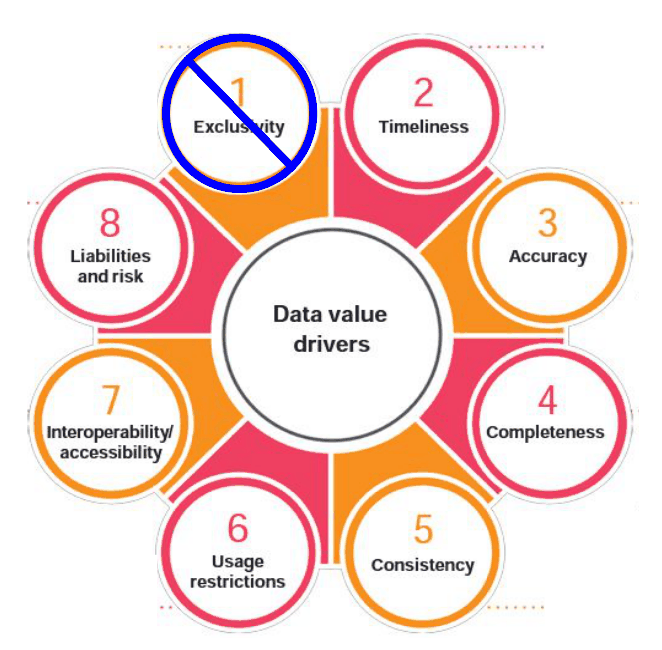 1
Exclusivity
2
Timeliness
3
Accuracy
4
Completeness
5
Consistency
6
Usage
restrictions
7
Interoperability/
accessibility
8
Liabilities
and risk
Data value
drivers